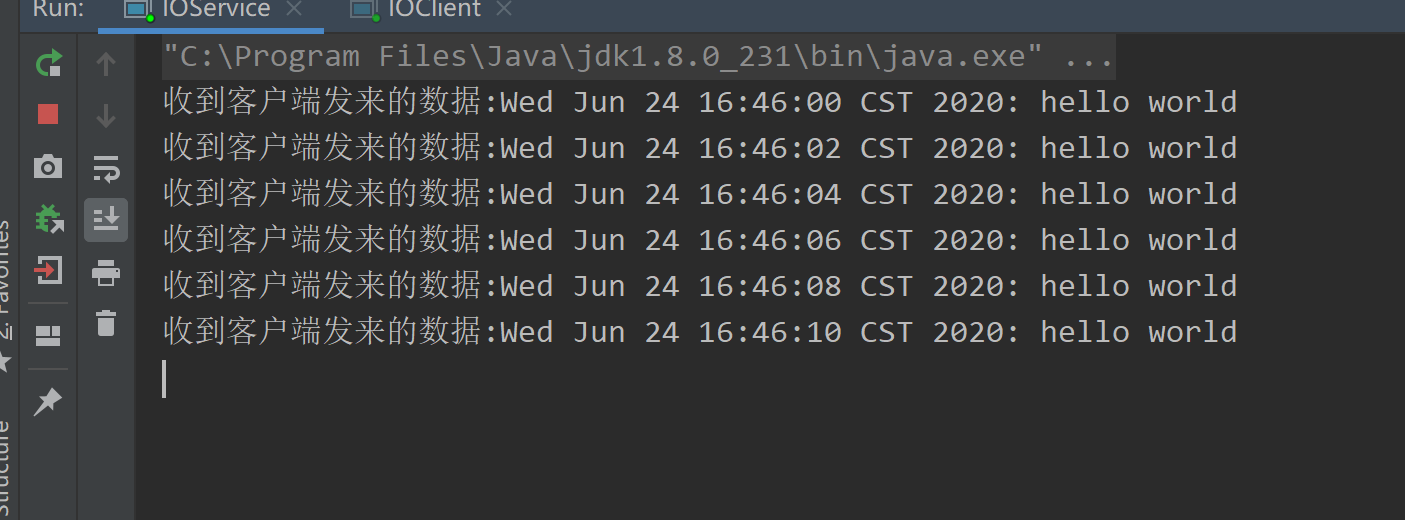 Run: IOService × IOClient ×
"C:\Program Files\Java\jdk1.8.0_231\bin\java.exe" ...
收到客户端发来的数据:Wed Jun 24 16:46:00 CST 2020: hello world
收到客户端发来的数据:Wed Jun 24 16:46:02 CST 2020: hello world
收到客户端发来的数据:Wed Jun 24 16:46:04 CST 2020: hello world
收到客户端发来的数据:Wed Jun 24 16:46:06 CST 2020: hello world
收到客户端发来的数据:Wed Jun 24 16:46:08 CST 2020: hello world
收到客户端发来的数据:Wed Jun 24 16:46:10 CST 2020: hello world
2: Favorites
Structure